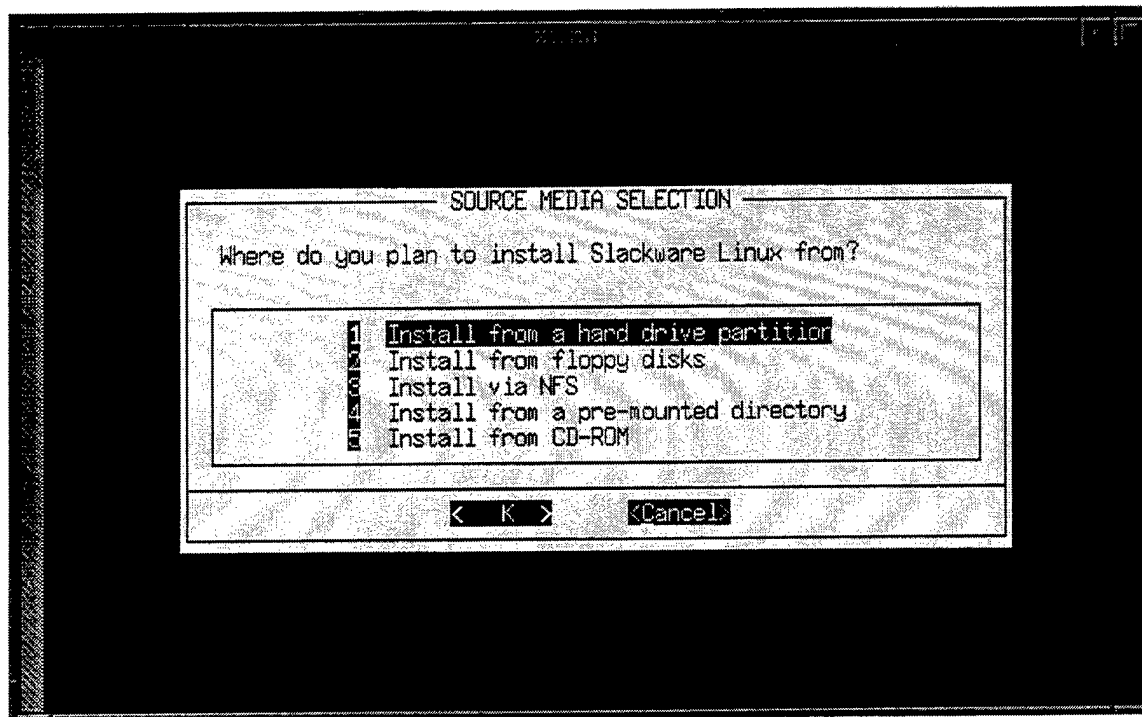 SOURCE MEDIA SELECTION
Where do you plan to install Slackware Linux from?
1 Install from a hard drive partition
Install from floppy disks
Install via NFS
Install from a pre-mounted directory
Install from CD-ROM
< K > <Cancel>